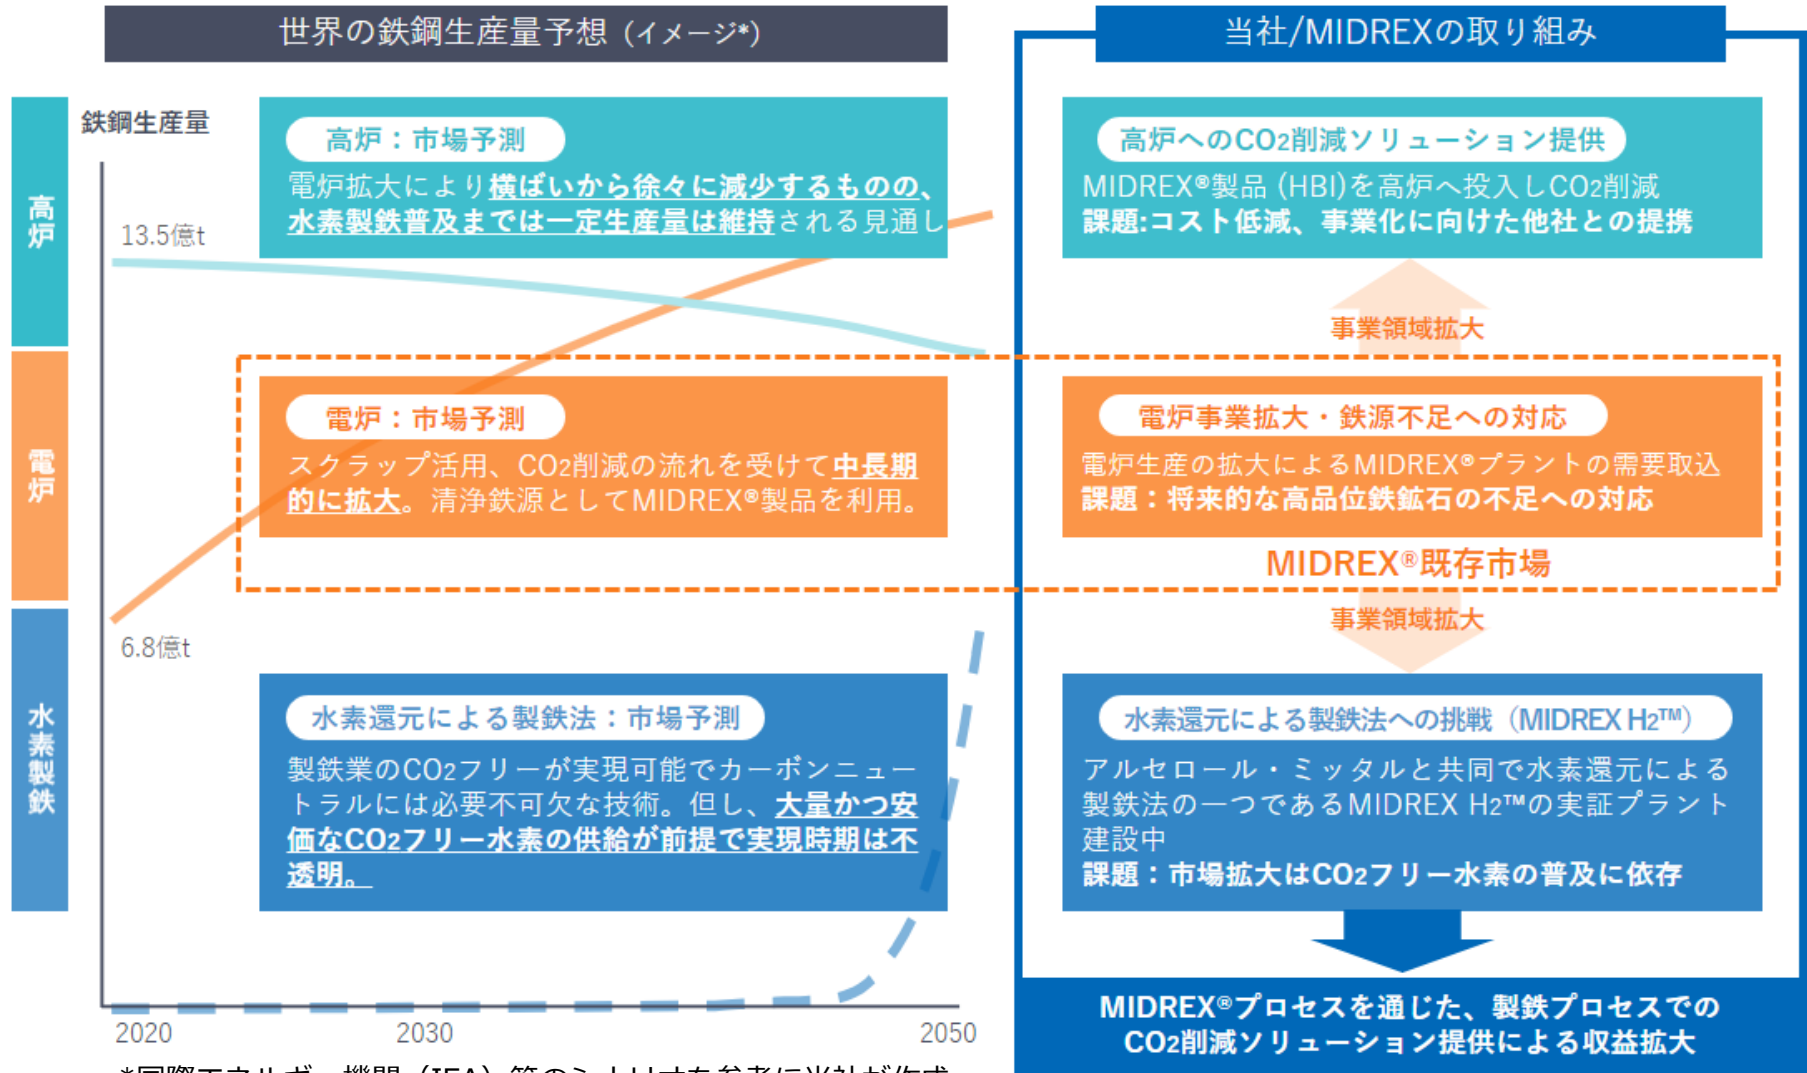 世界の鉄鋼生産量予想（イメージ*）
鉄鋼生産量
高炉
電炉
水素製鉄
13.5億t
6.8億t
高炉：市場予測
電炉拡大により横ばいから徐々に減少するものの、
水素製鉄普及までは一定生産量は維持される見通し
電炉：市場予測
スクラップ活用、CO2削減の流れを受けて中長期
的に拡大。清浄鉄源としてMIDREX®製品を利用。
水素還元による製鉄法：市場予測
製鉄業のCO2フリーが実現可能でカーボンニュー
トラルには必要不可欠な技術。但し、大量かつ安
価なCO2フリー水素の供給が前提で実現時期は不
透明。
2020
2030
2050
*国際エネルギー機関（IEA）等のシナリオを参考に当社が作成
当社/MIDREXの取り組み
高炉へのCO2削減ソリューション提供
MIDREX®製品 (HBI)を高炉へ投入しCO2削減
課題:コスト低減、事業化に向けた他社との提携
事業領域拡大
電炉事業拡大・鉄源不足への対応
電炉生産の拡大によるMIDREX®プラントの需要取込
課題：将来的な高品位鉄鉱石の不足への対応
MIDREX®既存市場
事業領域拡大
水素還元による製鉄法への挑戦（MIDREX H2™）
アルセロール・ミッタルと共同で水素還元による
製鉄法の一つであるMIDREX H2™の実証プラント
建設中
課題：市場拡大はCO2フリー水素の普及に依存
MIDREX®プロセスを通じた、製鉄プロセスでの
CO2削減ソリューション提供による収益拡大